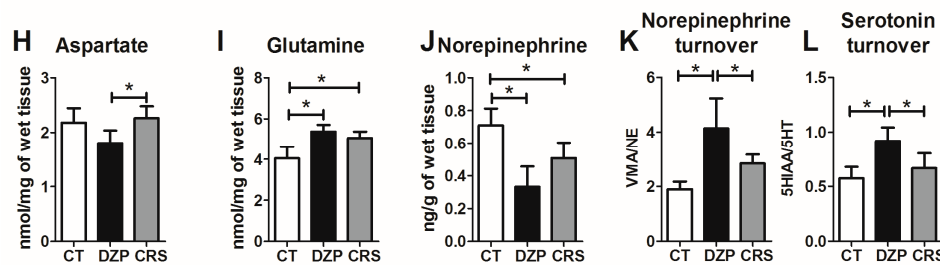 H Aspartate
nmol/mg of wet tissue
3
2
1
0
*
CT DZP CRS
I Glutamine
nmol/mg of wet tissue
8
6
4
2
0
*
*
CT DZP CRS
J Norepinephrine
ng/g of wet tissue
1.0
0.8
0.6
0.4
0.2
0.0
*
*
CT DZP CRS
K Norepinephrine
turnover
VMA/NE
6
4
2
0
* *
CT DZP CRS
L Serotonin
turnover
5HIAA/5HT
1.5
1.0
0.5
0.0
* *
CT DZP CRS